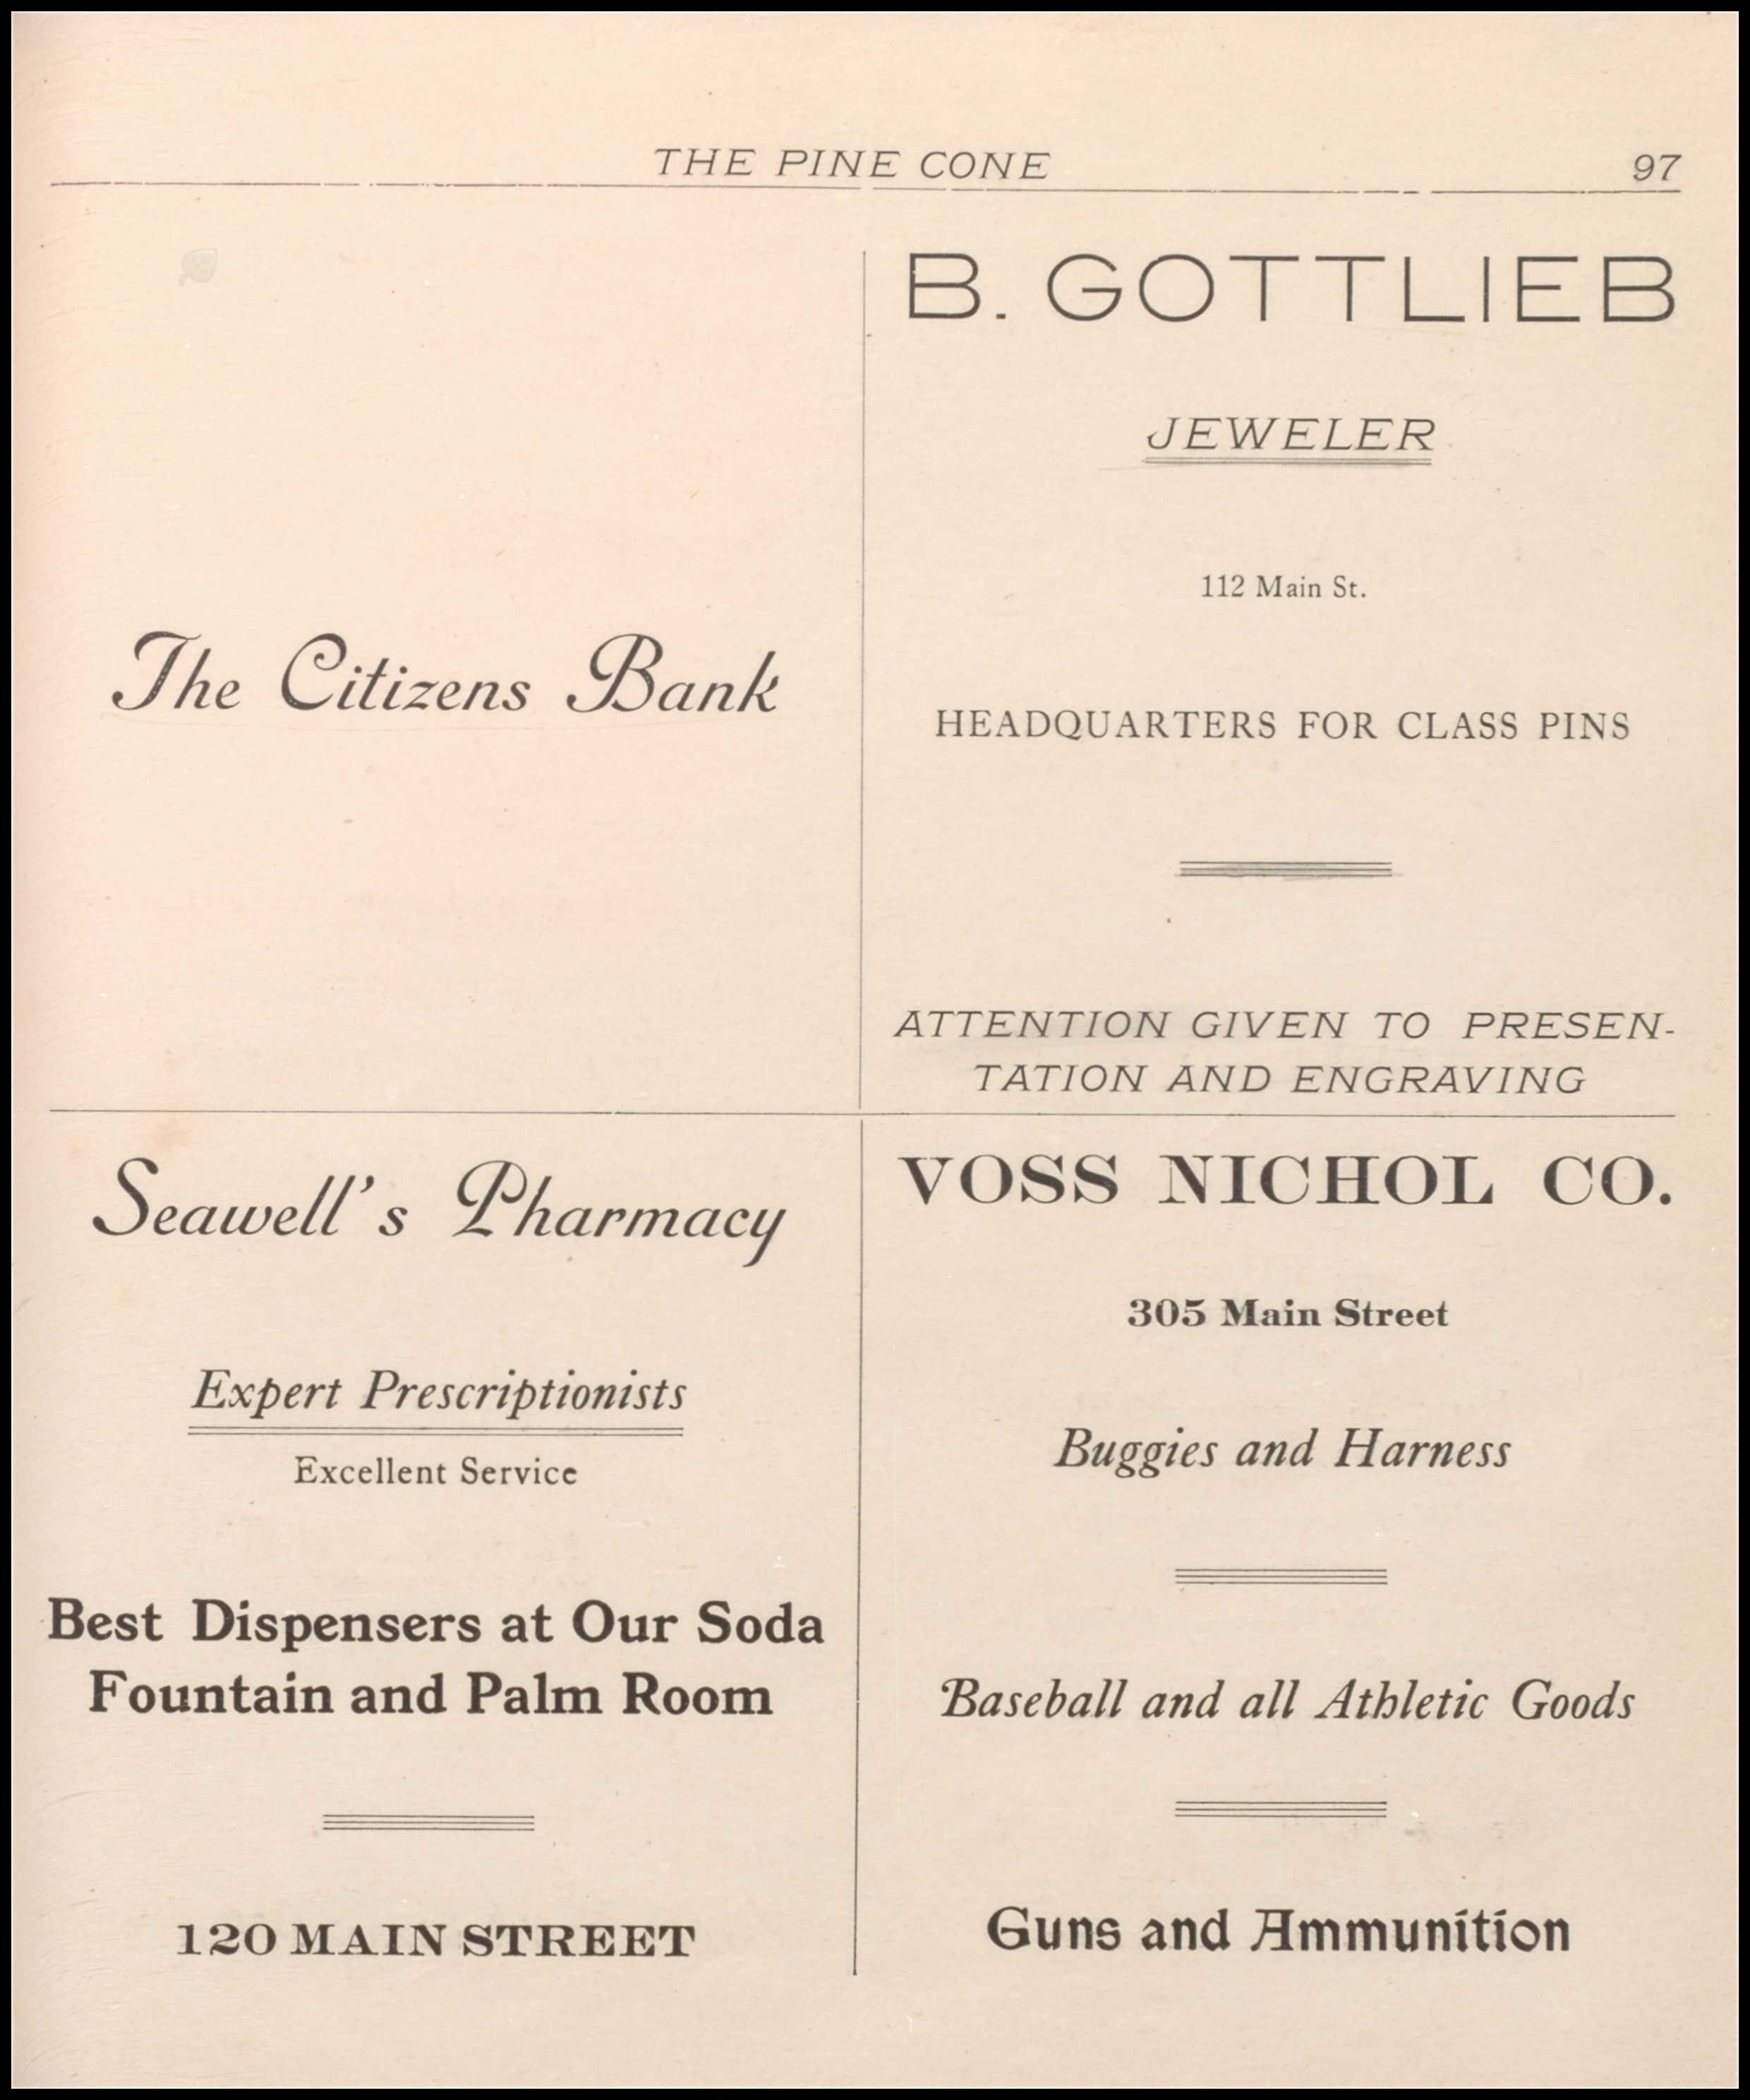 THE PINE CONE 97
The Citizens Bank
B. GOTTLIEB
JEWELER
112 Main St.
HEADQUARTERS FOR CLASS PINS
ATTENTION GIVEN TO PRESEN-
TATION AND ENGRAVING
Seawell's Pharmacy
Expert Prescriptionists
Excellent Service
Best Dispensers at Our Soda
Fountain and Palm Room
120 MAIN STREET
VOSS NICHOL CO.
305 Main Street
Buggies and Harness
Baseball and all Athletic Goods
Guns and Ammunition